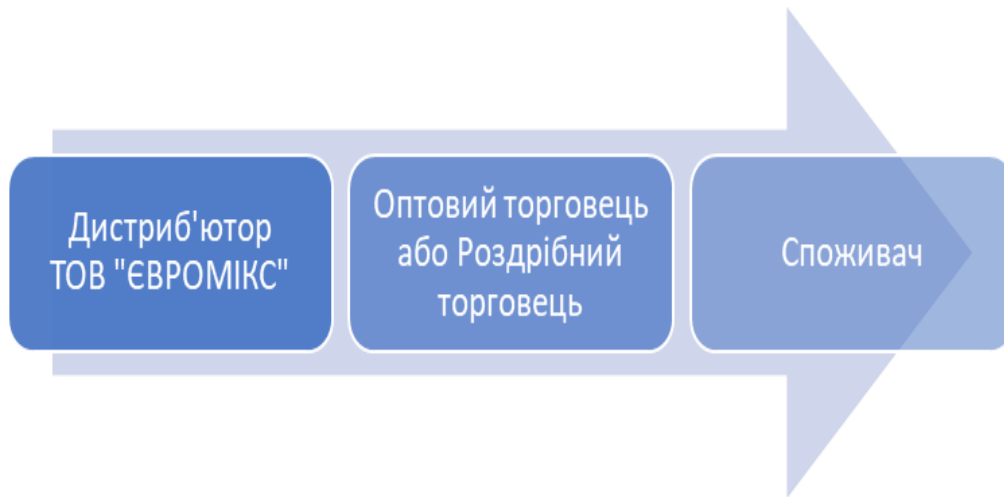 Дистриб'ютор
ТОВ "ЄВРОМІКС"
Оптовий торговець
або Роздрібний
торговець
Споживач